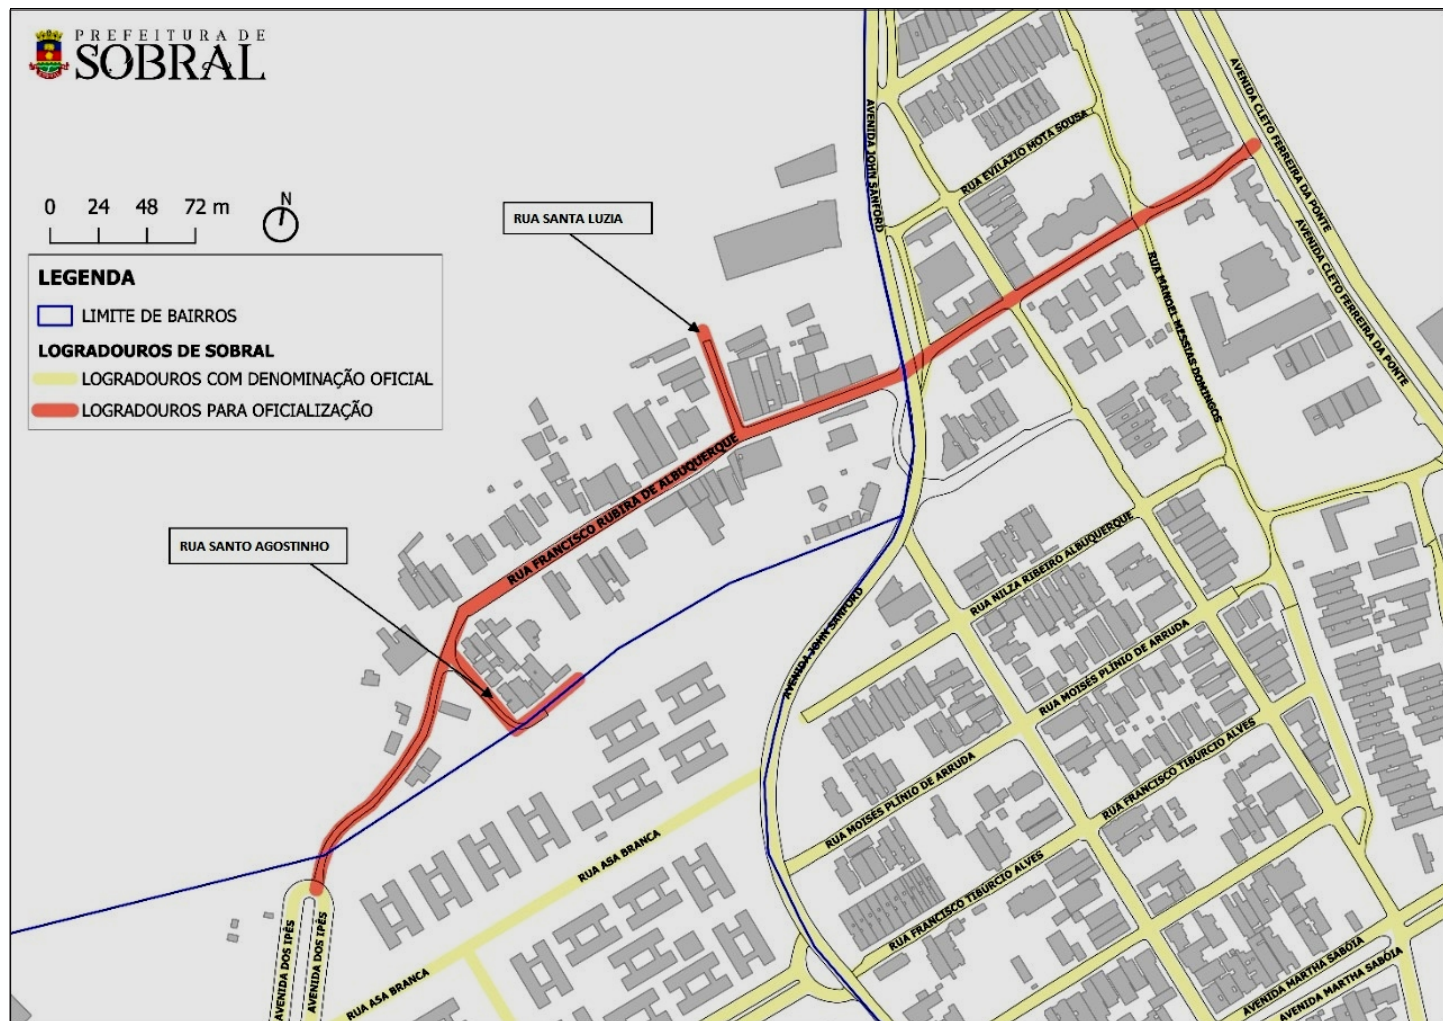 PREFEITURA DE
SOBRAL
0 24 48 72 m
N
LEGENDA
LIMITE DE BAIRROS
LOGRADOUROS DE SOBRAL
LOGRADOUROS COM DENOMINAÇÃO OFICIAL
LOGRADOUROS PARA OFICIALIZAÇÃO
RUA SANTA LUZIA
RUA SANTO AGOSTINHO
AVENIDA JOHN SANFORD
RUA EVILAZIO MOTA SOUSA
AVENIDA CLETO FERREIRA DA PONTE
AVENIDA CLETO FERREIRA DA PONTE
RUA MANOEL MESSIAS DOMINGOS
RUA FRANCISCO RUBIRA DE ALBUQUERQUE
RUA NILZA RIBEIRO ALBUQUERQUE
AVENIDA JOHN SANFORD
RUA MOISÉS PLÍNIO DE ARRUDA
RUA MOISÉS PLÍNIO DE ARRUDA
RUA FRANCISCO TIBÚRCIO ALVES
RUA FRANCISCO TIBÚRCIO ALVES
RUA ASA BRANCA
RUA ASA BRANCA
AVENIDA DOS IPÊS
AVENIDA DOS IPÊS
AVENIDA MARTHA SABÓIA
AVENIDA MARTHA SABÓIA